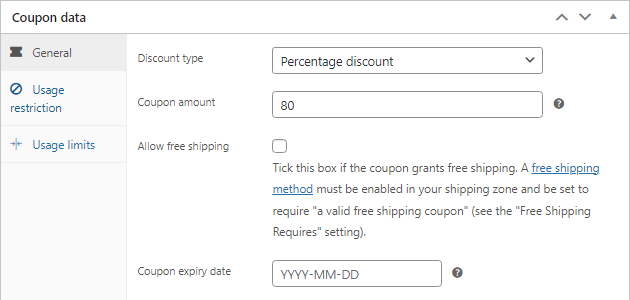 Coupon data
General
Usage
restriction
Usage limits
Discount type
Percentage discount
Coupon amount
80
Allow free shipping
Tick this box if the coupon grants free shipping. A free shipping
method must be enabled in your shipping zone and be set to
require "a valid free shipping coupon" (see the "Free Shipping
Requires" setting).
Coupon expiry date
YYYY-MM-DD